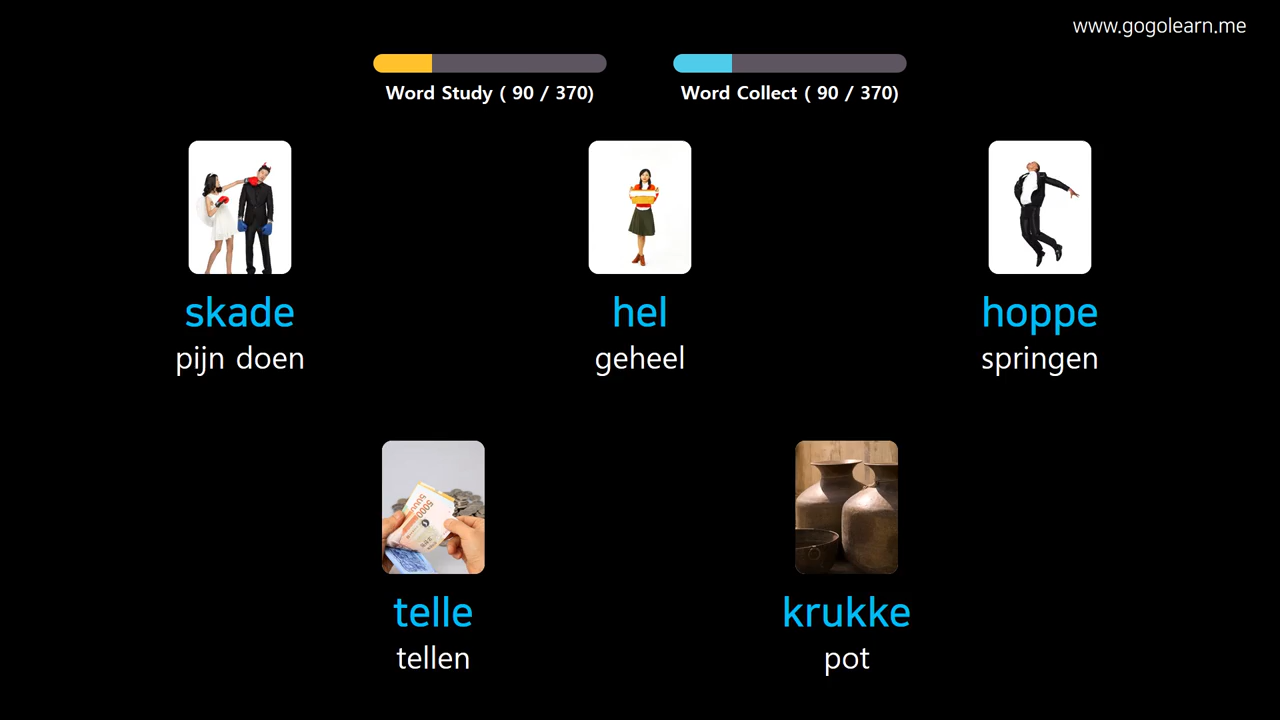 www.gogolearn.me
Word Study ( 90 / 370)
Word Collect ( 90 / 370)
skade
pijn doen
hel
geheel
hoppe
springen
telle
tellen
krukke
pot